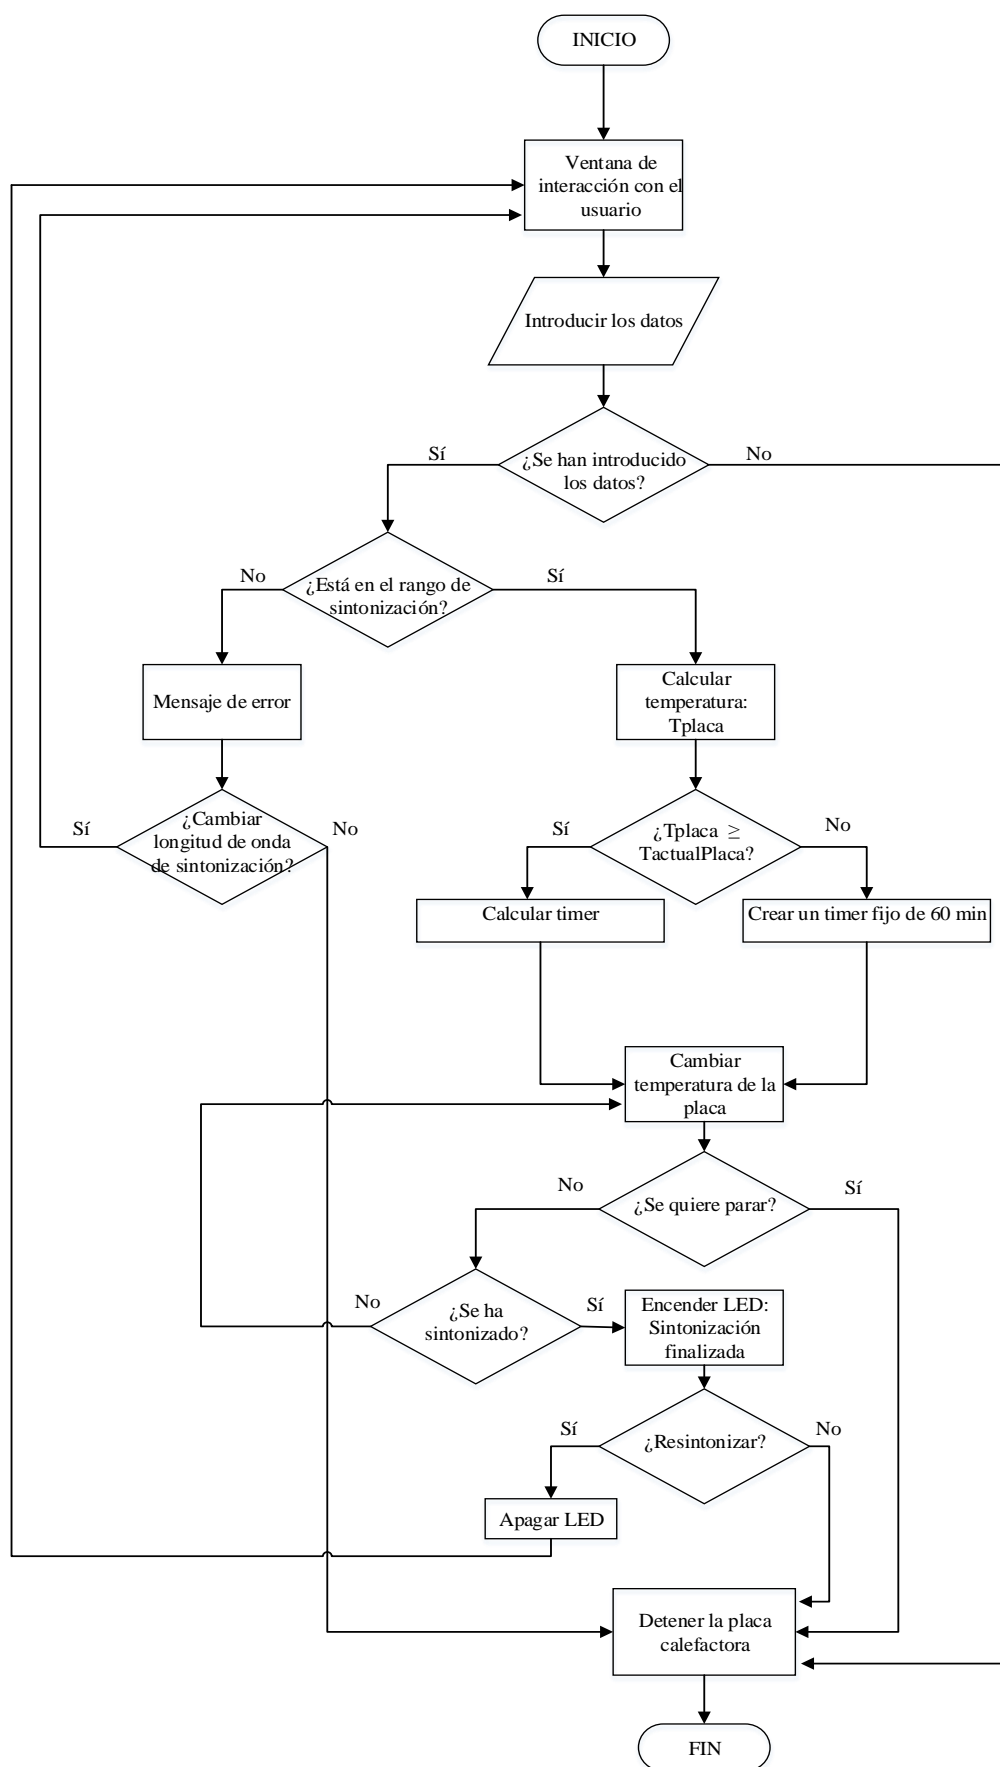 INICIO
Ventana de
interacción con el
usuario
Introducir los datos
Sí
¿Se han introducido
los datos?
No
No
¿Está en el rango de
sintonización?
Sí
Mensaje de error
Calcular
temperatura:
Tplaca
Sí
¿Cambiar
longitud de onda
de sintonización?
No
Sí
¿Tplaca ≥
TactualPlaca?
No
Calcular timer
Crear un timer fijo de 60 min
Cambiar
temperatura de la
placa
No
¿Se quiere parar?
Sí
No
¿Se ha
sintonizado?
Sí
Encender LED:
Sintonización
finalizada
Sí
¿Resintonizar?
No
Apagar LED
Detener la placa
calefactora
FIN